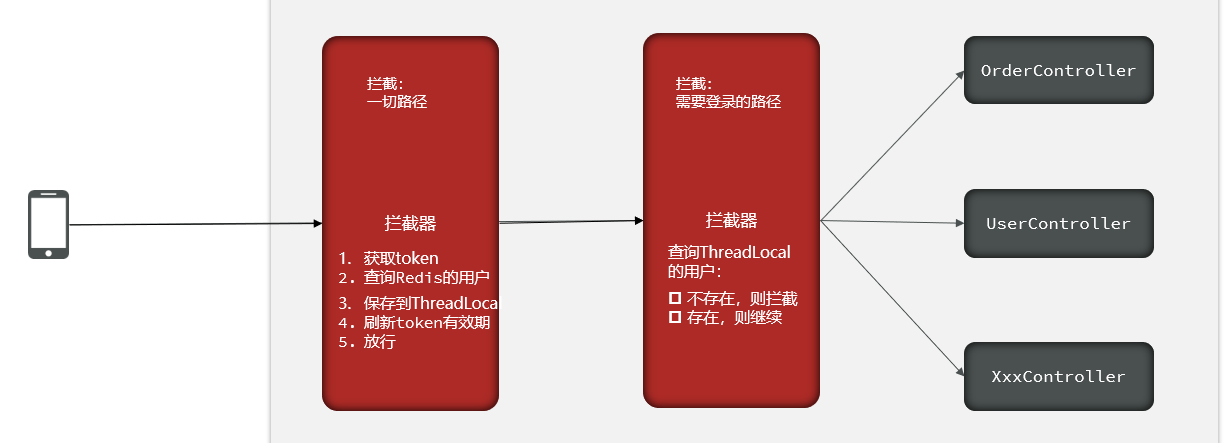 拦截：
一切路径
拦截器
1. 获取token
2. 查询Redis的用户
3. 保存到ThreadLoca
4. 刷新token有效期
5. 放行
拦截：
需要登录的路径
拦截器
查询ThreadLocal
的用户：
不存在，则拦截
存在，则继续
OrderController
UserController
XxxController